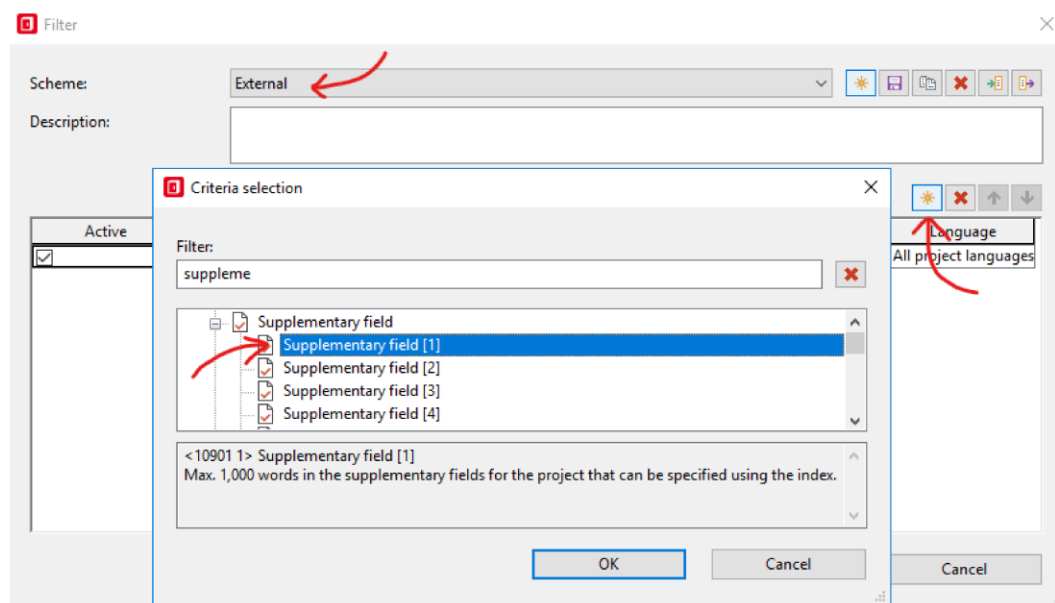 Filter
Scheme:
External
Description:
Criteria selection
Active
Language
Filter:
All project languages
suppleme
Supplementary field
Supplementary field [1]
Supplementary field [2]
Supplementary field [3]
Supplementary field [4]
<10901 1> Supplementary field [1]
Max. 1,000 words in the supplementary fields for the project that can be specified using the index.
OK
Cancel
Cancel